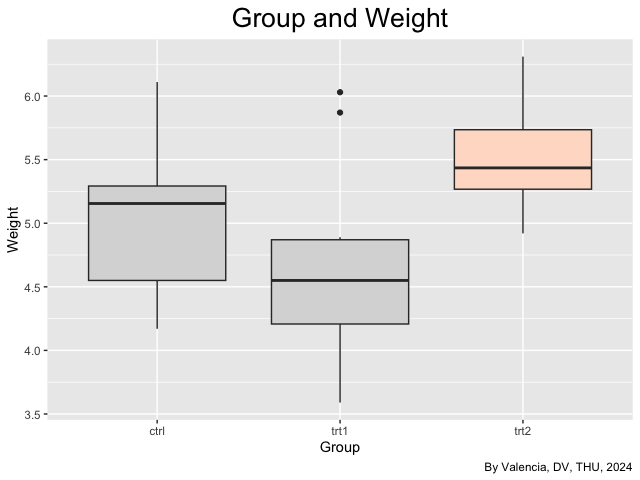 Group and Weight
Weight
6.0
5.5
5.0
4.5
4.0
3.5
ctrl
trt1
trt2
Group
By Valencia, DV, THU, 2024